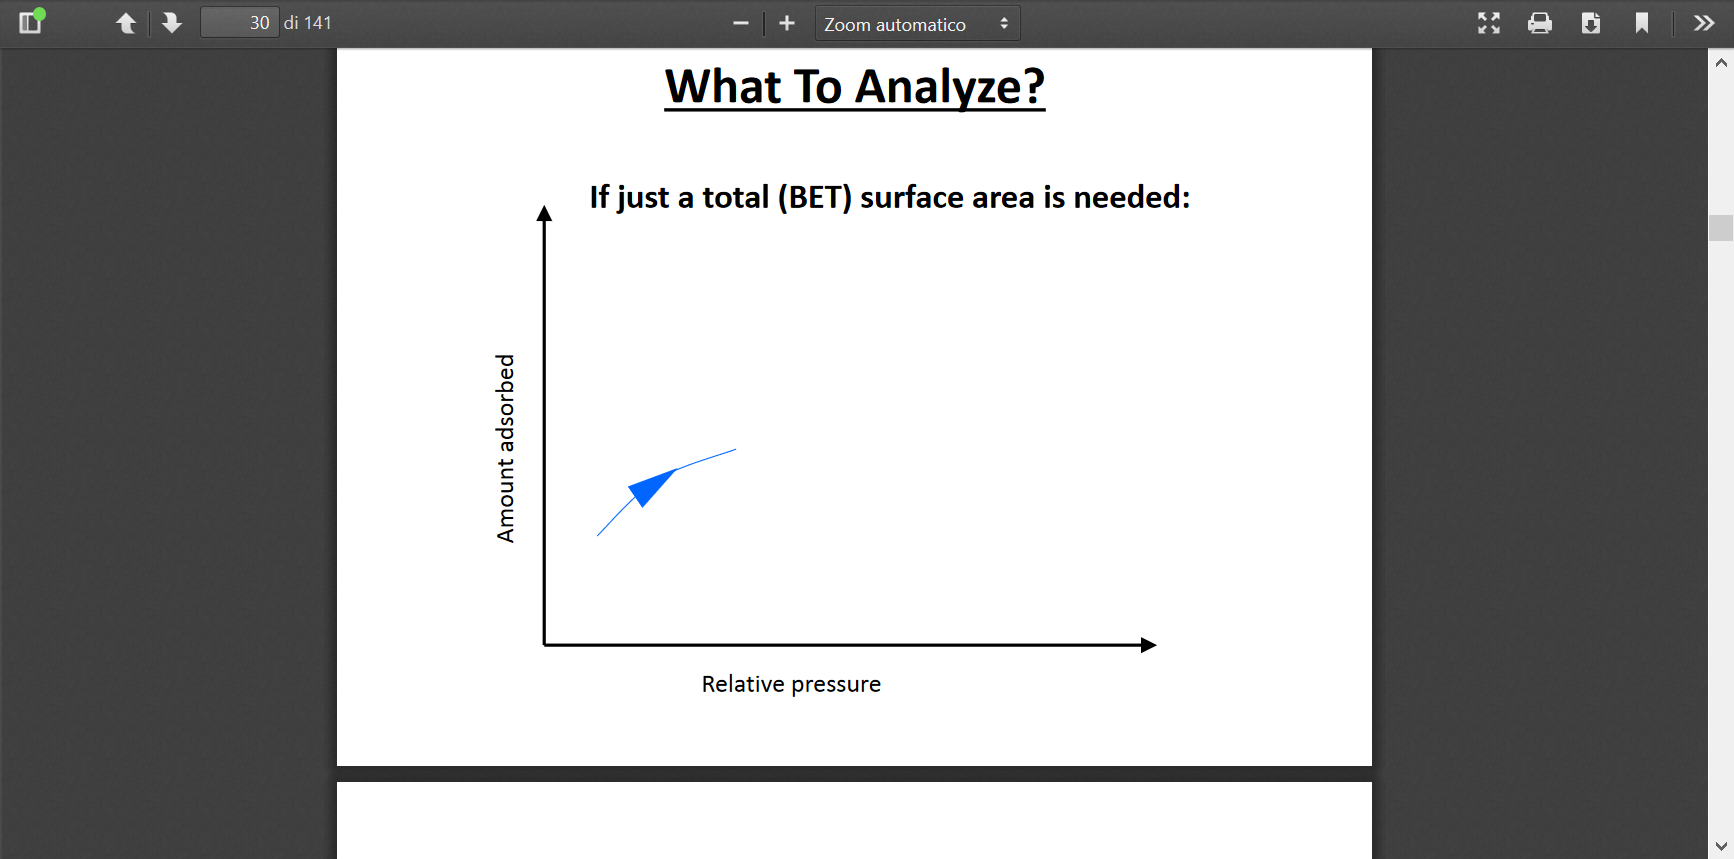 30 di 141
Zoom automatico
What To Analyze?
If just a total (BET) surface area is needed:
Amount adsorbed
Relative pressure